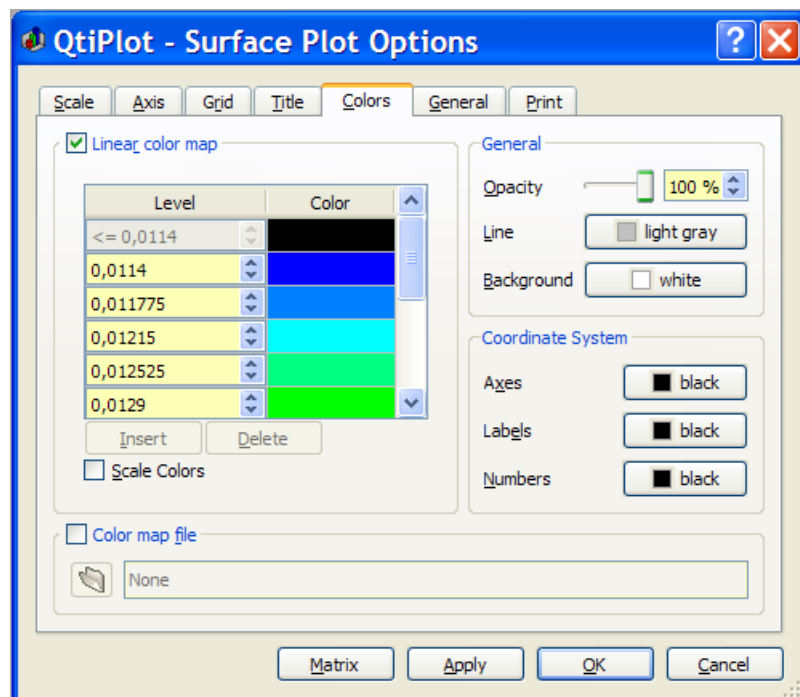 QtiPlot - Surface Plot Options
?
Scale Axis Grid Title Colors General Print
Linear color map
Level Color
<= 0,0114
0,0114
0,011775
0,01215
0,012525
0,0129
Insert Delete
Scale Colors
General
Opacity 100 %
Line light gray
Background white
Coordinate System
Axes black
Labels black
Numbers black
Color map file
None
Matrix Apply OK Cancel